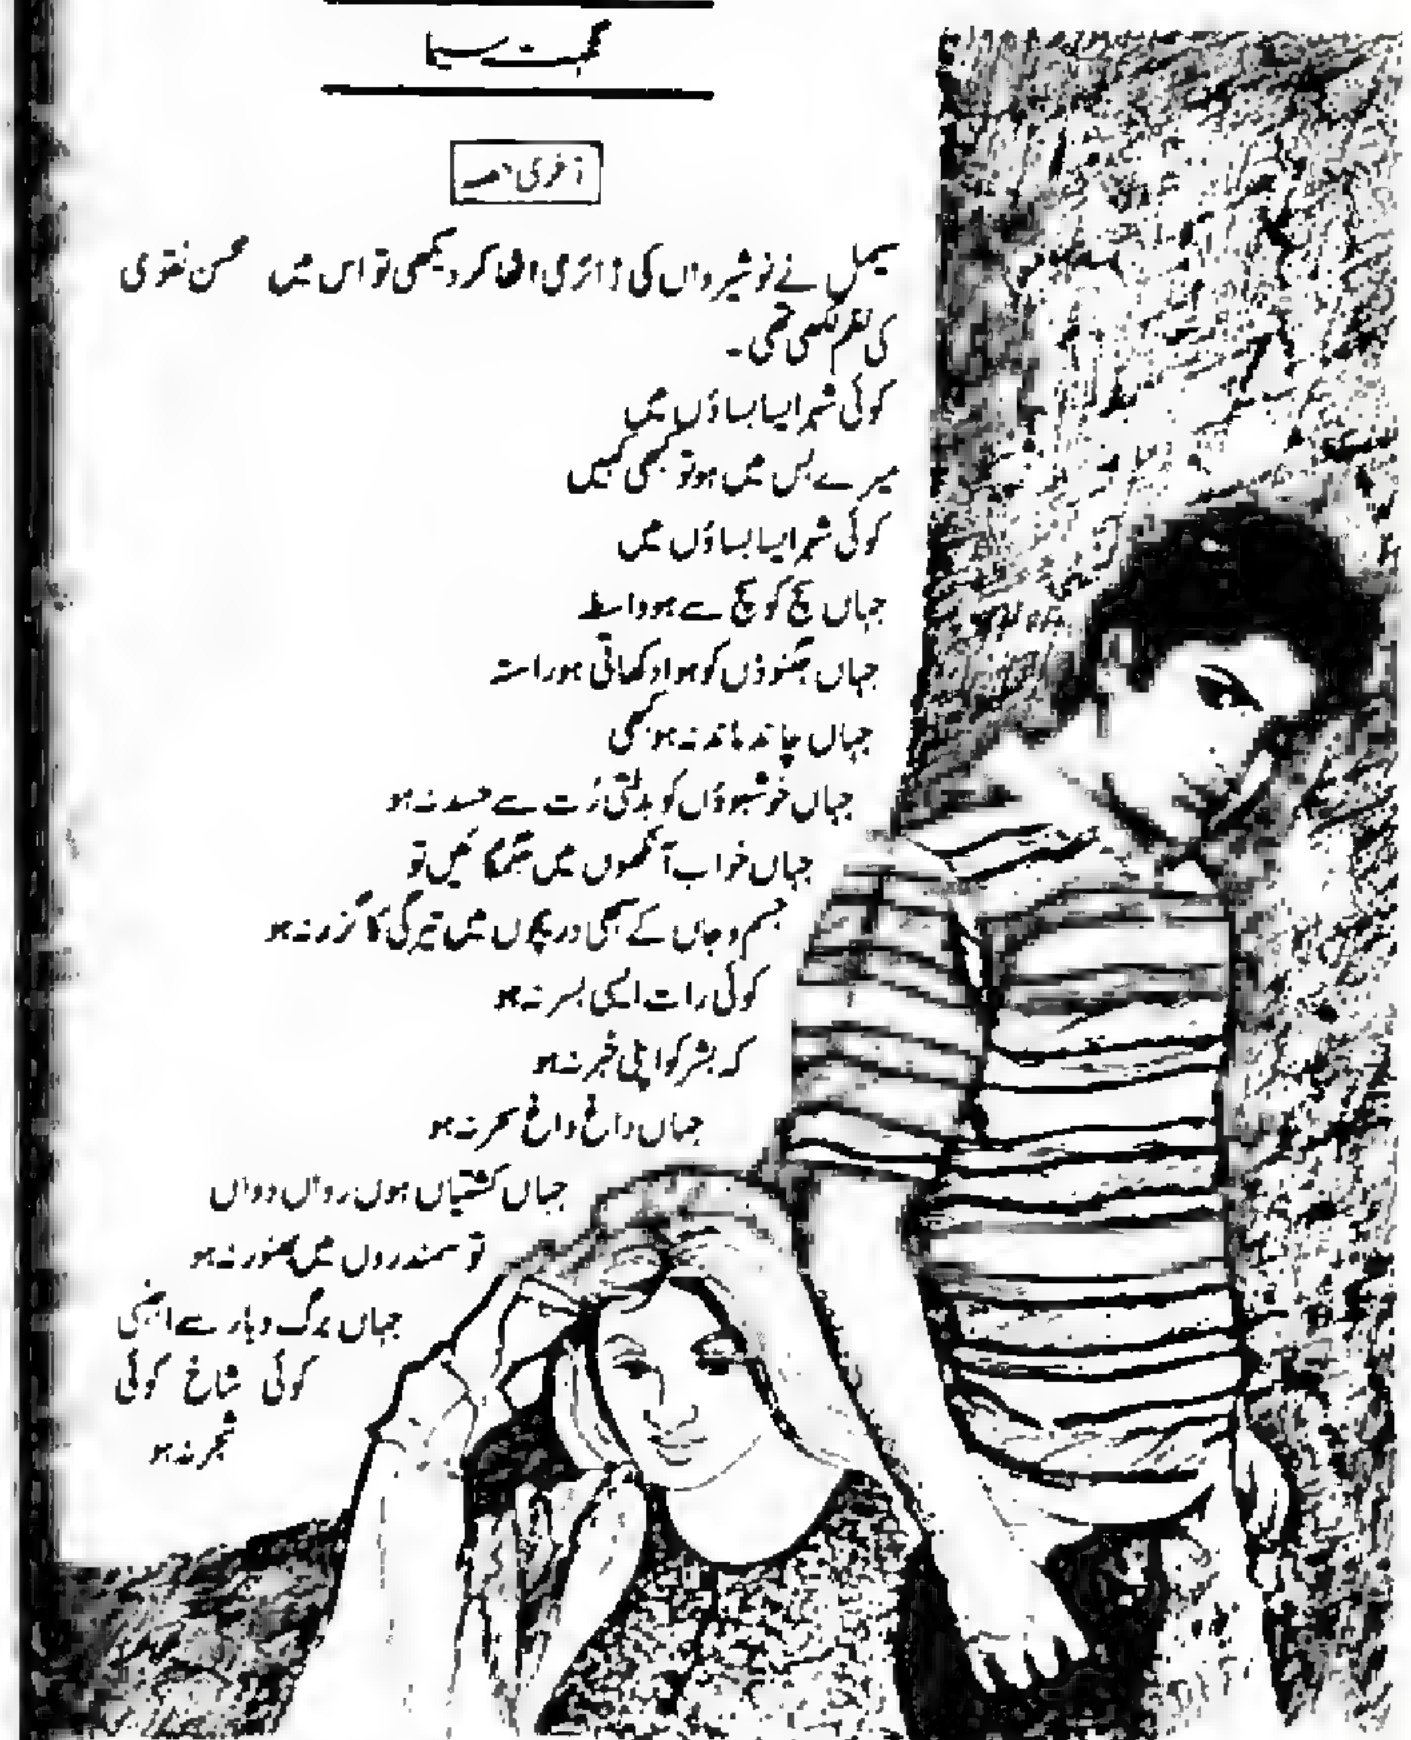 نگہت سیما
آخری حصہ
سیمل نے نوشیرواں کی ڈائری اٹھا کر دیکھی تو اس میں محسن نقوی
کی نظم لکھی تھی۔
کوئی شہر ایسا بساؤں میں
میرے بس میں ہو تو کبھی کہیں
کوئی شہر ایسا بساؤں میں
جہاں سچ کو سچ سے ہو واسطہ
جہاں جگنوؤں کو ہوا دکھاتی ہو راستہ
جہاں چاند ماند نہ ہو کبھی
جہاں خوشبوؤں کو بدلتی رُت سے حسد نہ ہو
جہاں خواب آنکھوں میں جگمگائیں تو
جسم و جاں کے سبھی دریچوں میں تیرگی کا گزر نہ ہو
کوئی رات ایسی بسر نہ ہو
کہ بشر کو اپنی خبر نہ ہو
جہاں داغ داغ سحر نہ ہو
جہاں کشتیاں ہوں رواں دواں
تو سمندروں میں بھنور نہ ہو
جہاں برگ و بار سے اجنبی
کوئی شاخ کوئی
شجر نہ ہو